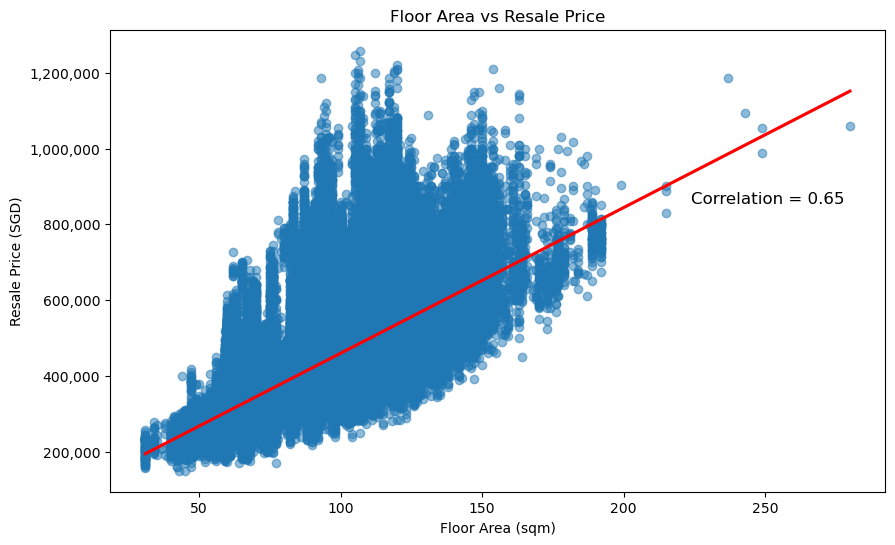 Floor Area vs Resale Price
1,200,000
1,000,000
800,000
600,000
400,000
200,000
Resale Price (SGD)
Correlation = 0.65
50
100
150
200
250
Floor Area (sqm)